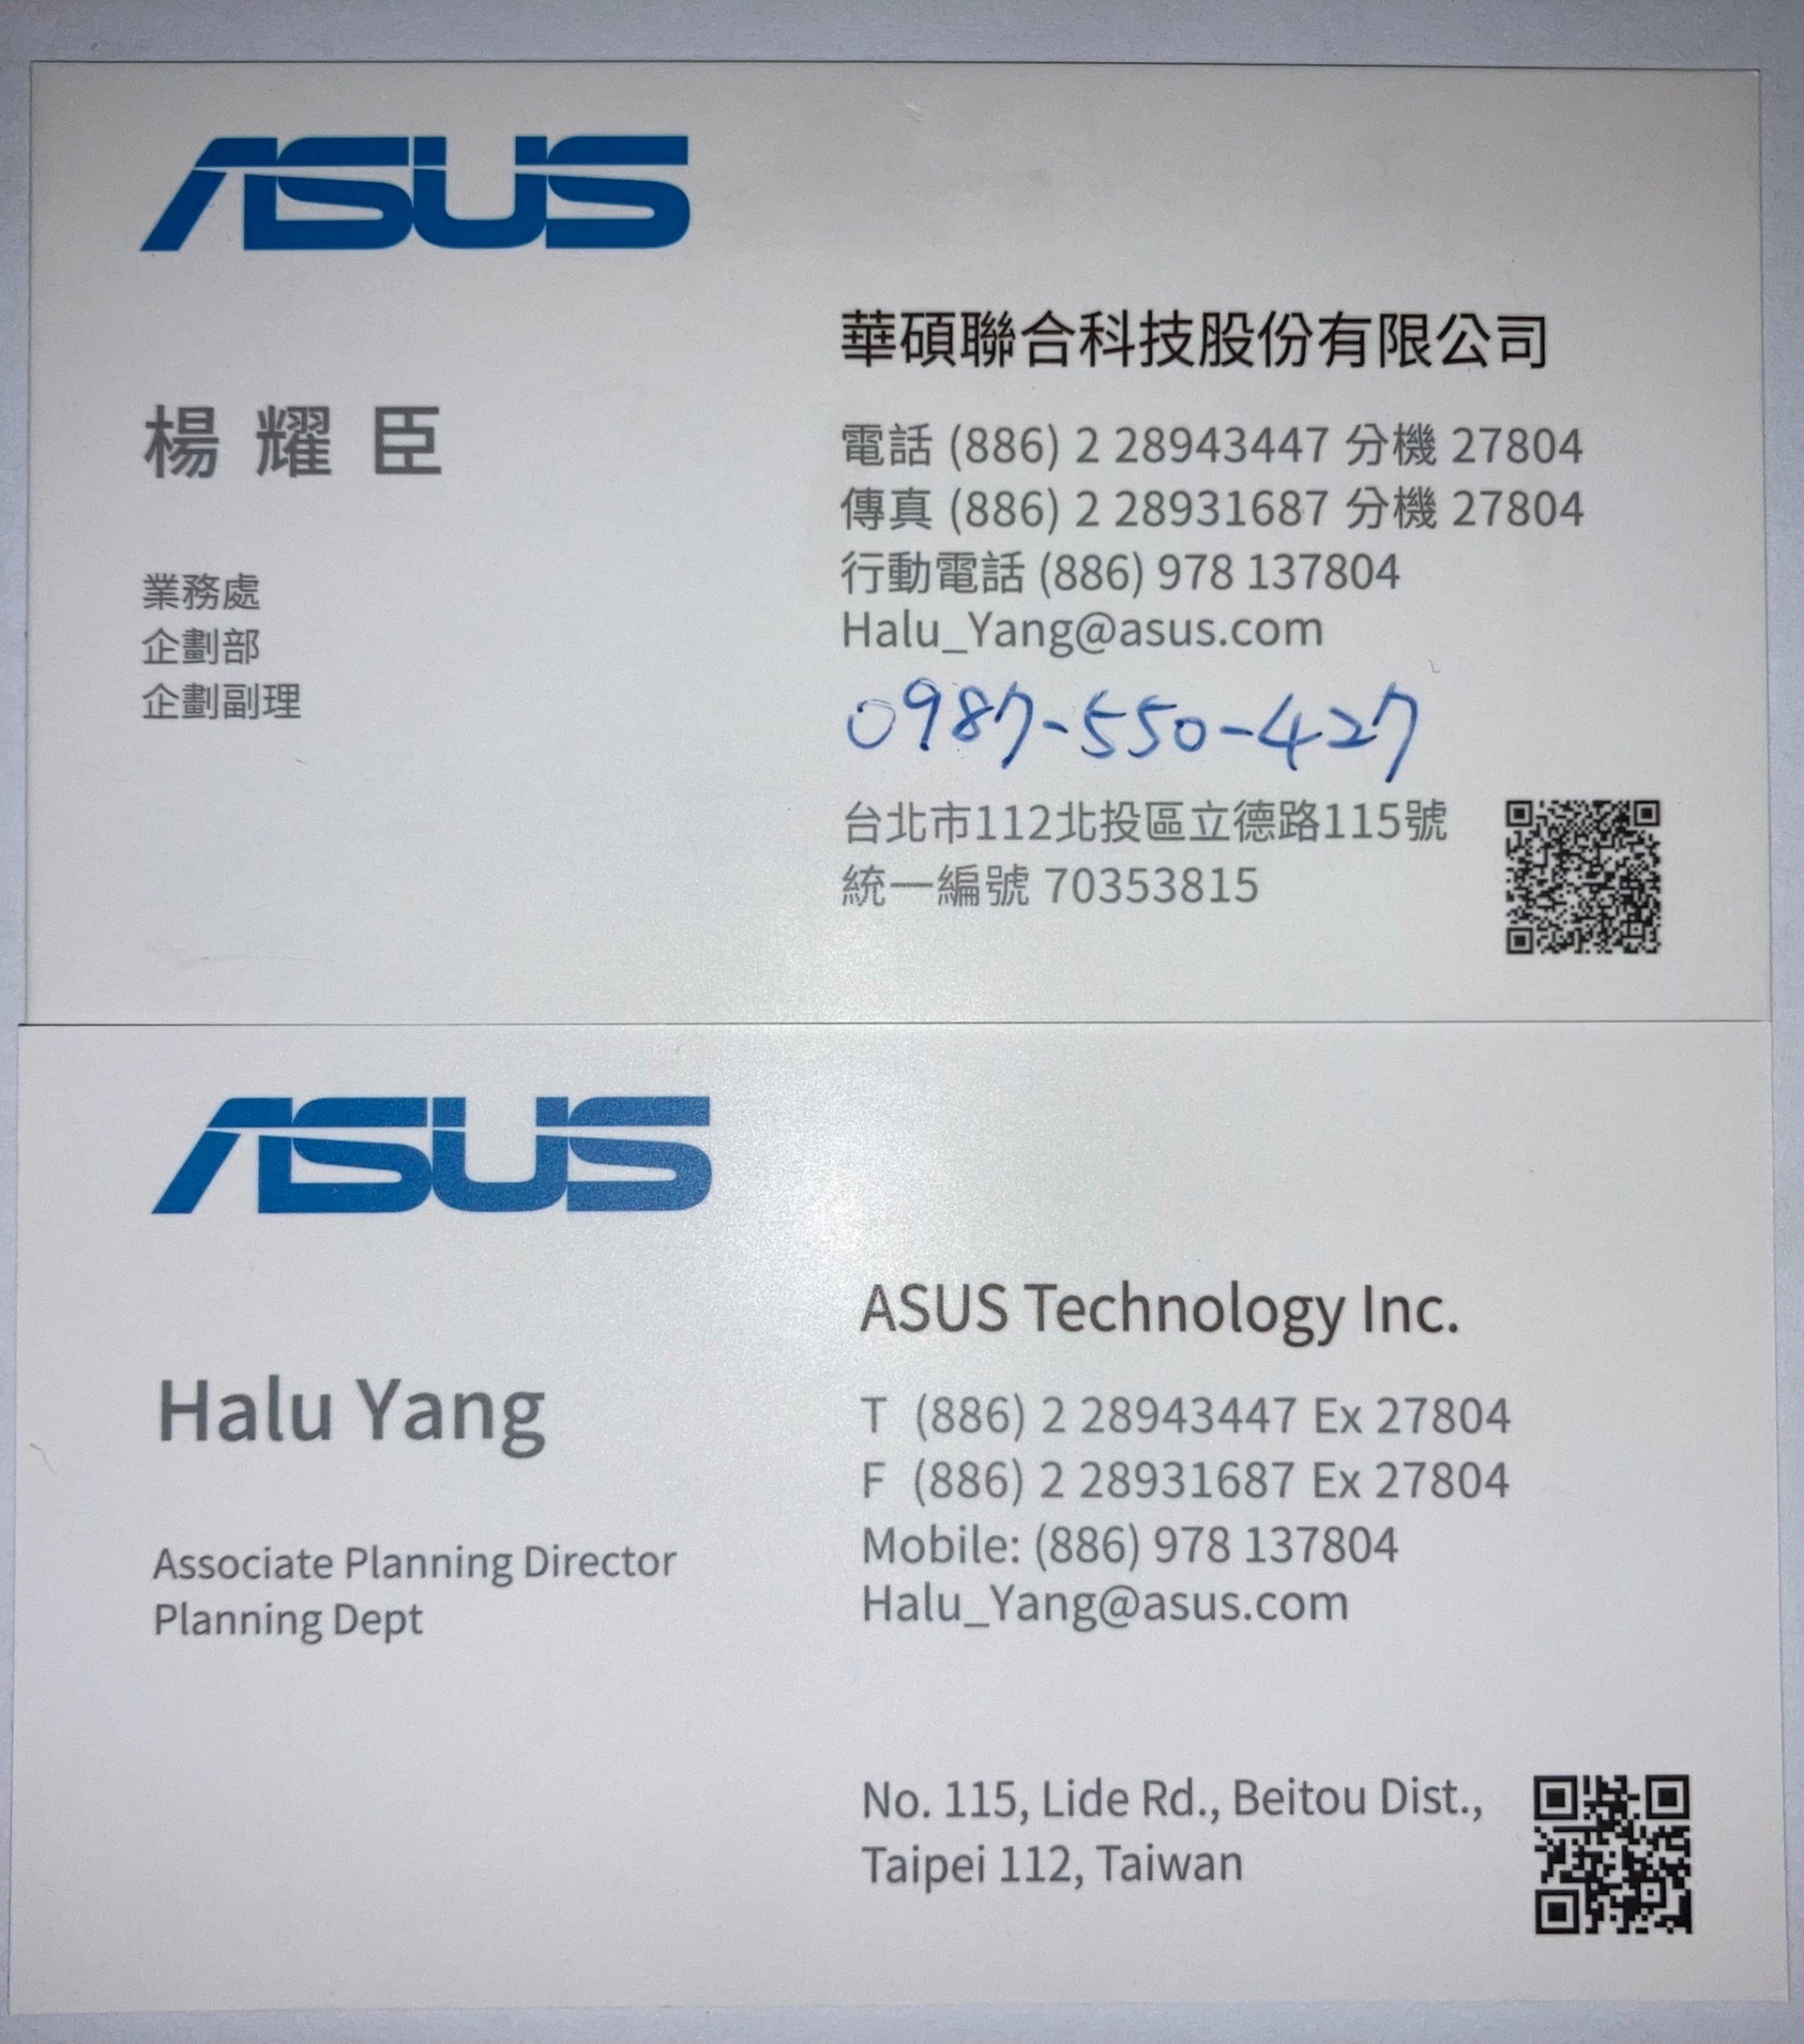 ASUS
華碩聯合科技股份有限公司
楊耀臣
業務處
企劃部
企劃副理
電話 (886) 2 28943447 分機 27804
傳真 (886) 2 28931687 分機 27804
行動電話 (886) 978 137804
Halu_Yang@asus.com
0987-550-427
台北市112北投區立德路115號
統一編號 70353815
ASUS
ASUS Technology Inc.
Halu Yang
Associate Planning Director
Planning Dept
T (886) 2 28943447 Ex 27804
F (886) 2 28931687 Ex 27804
Mobile: (886) 978 137804
Halu_Yang@asus.com
No. 115, Lide Rd., Beitou Dist.,
Taipei 112, Taiwan